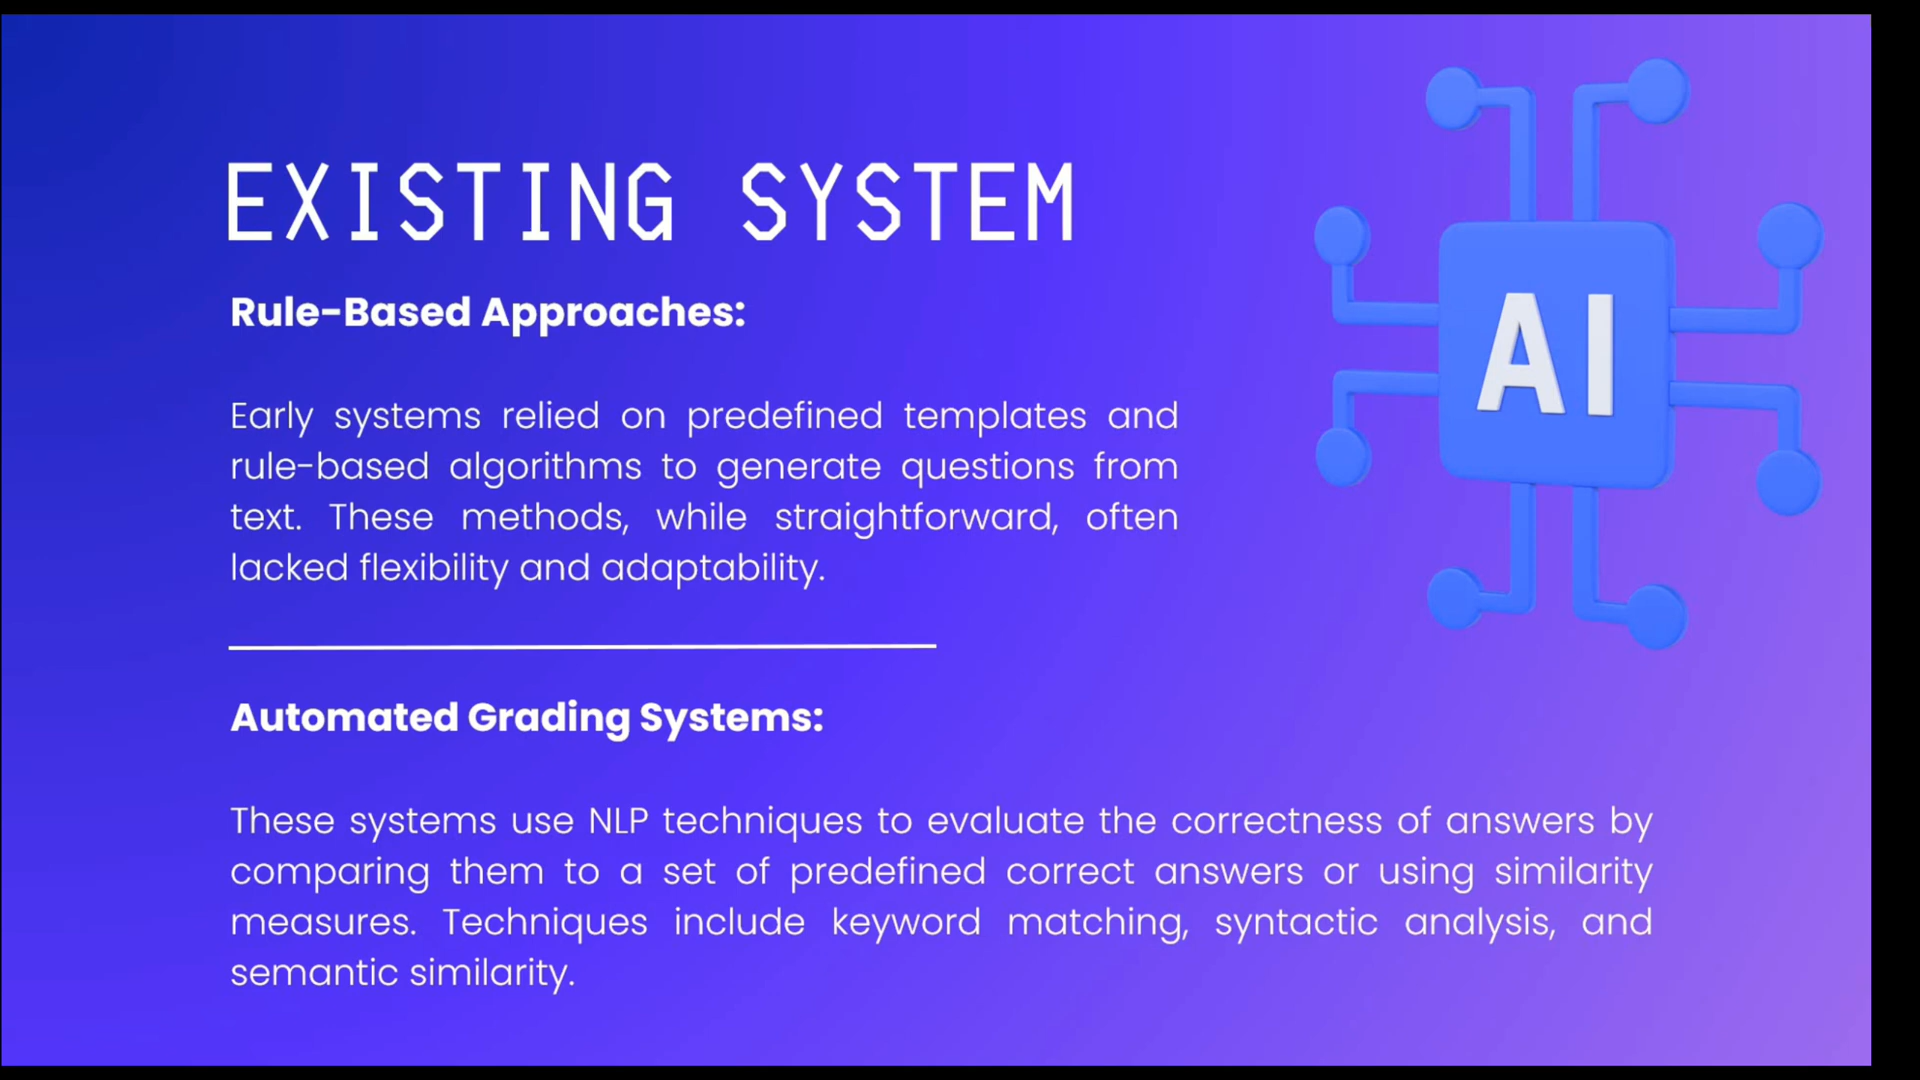 EXISTING SYSTEM
Rule-Based Approaches:
Early systems relied on predefined templates and
rule-based algorithms to generate questions from
text. These methods, while straightforward, often
lacked flexibility and adaptability.
AI
Automated Grading Systems:
These systems use NLP techniques to evaluate the correctness of answers by
comparing them to a set of predefined correct answers or using similarity
measures. Techniques include keyword matching, syntactic analysis, and
semantic similarity.